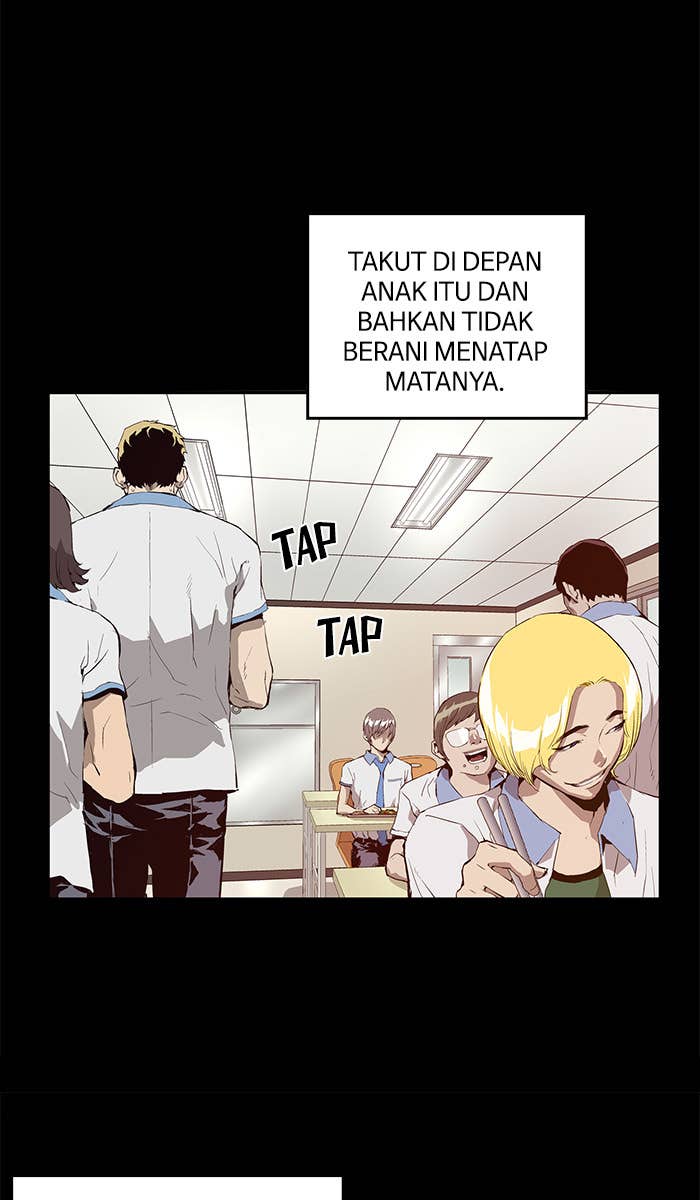 TAKUT DI DEPAN
ANAK ITU DAN
BAHKAN TIDAK
BERANI MENATAP
MATANYA.
TAP
TAP